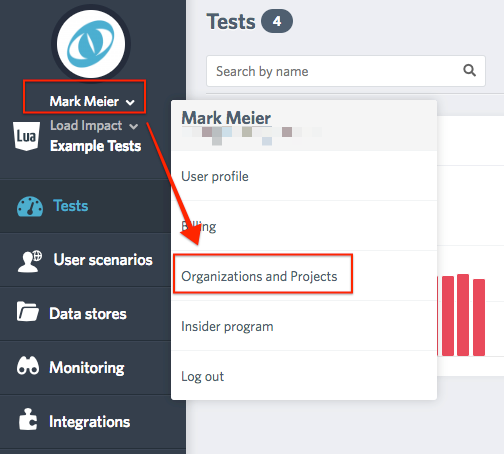 Tests 4
Search by name
Mark Meier
Load Impact
Lua
Example Tests
Mark Meier
User profile
Billing
Organizations and Projects
Insider program
Log out
Tests
User scenarios
Data stores
Monitoring
Integrations